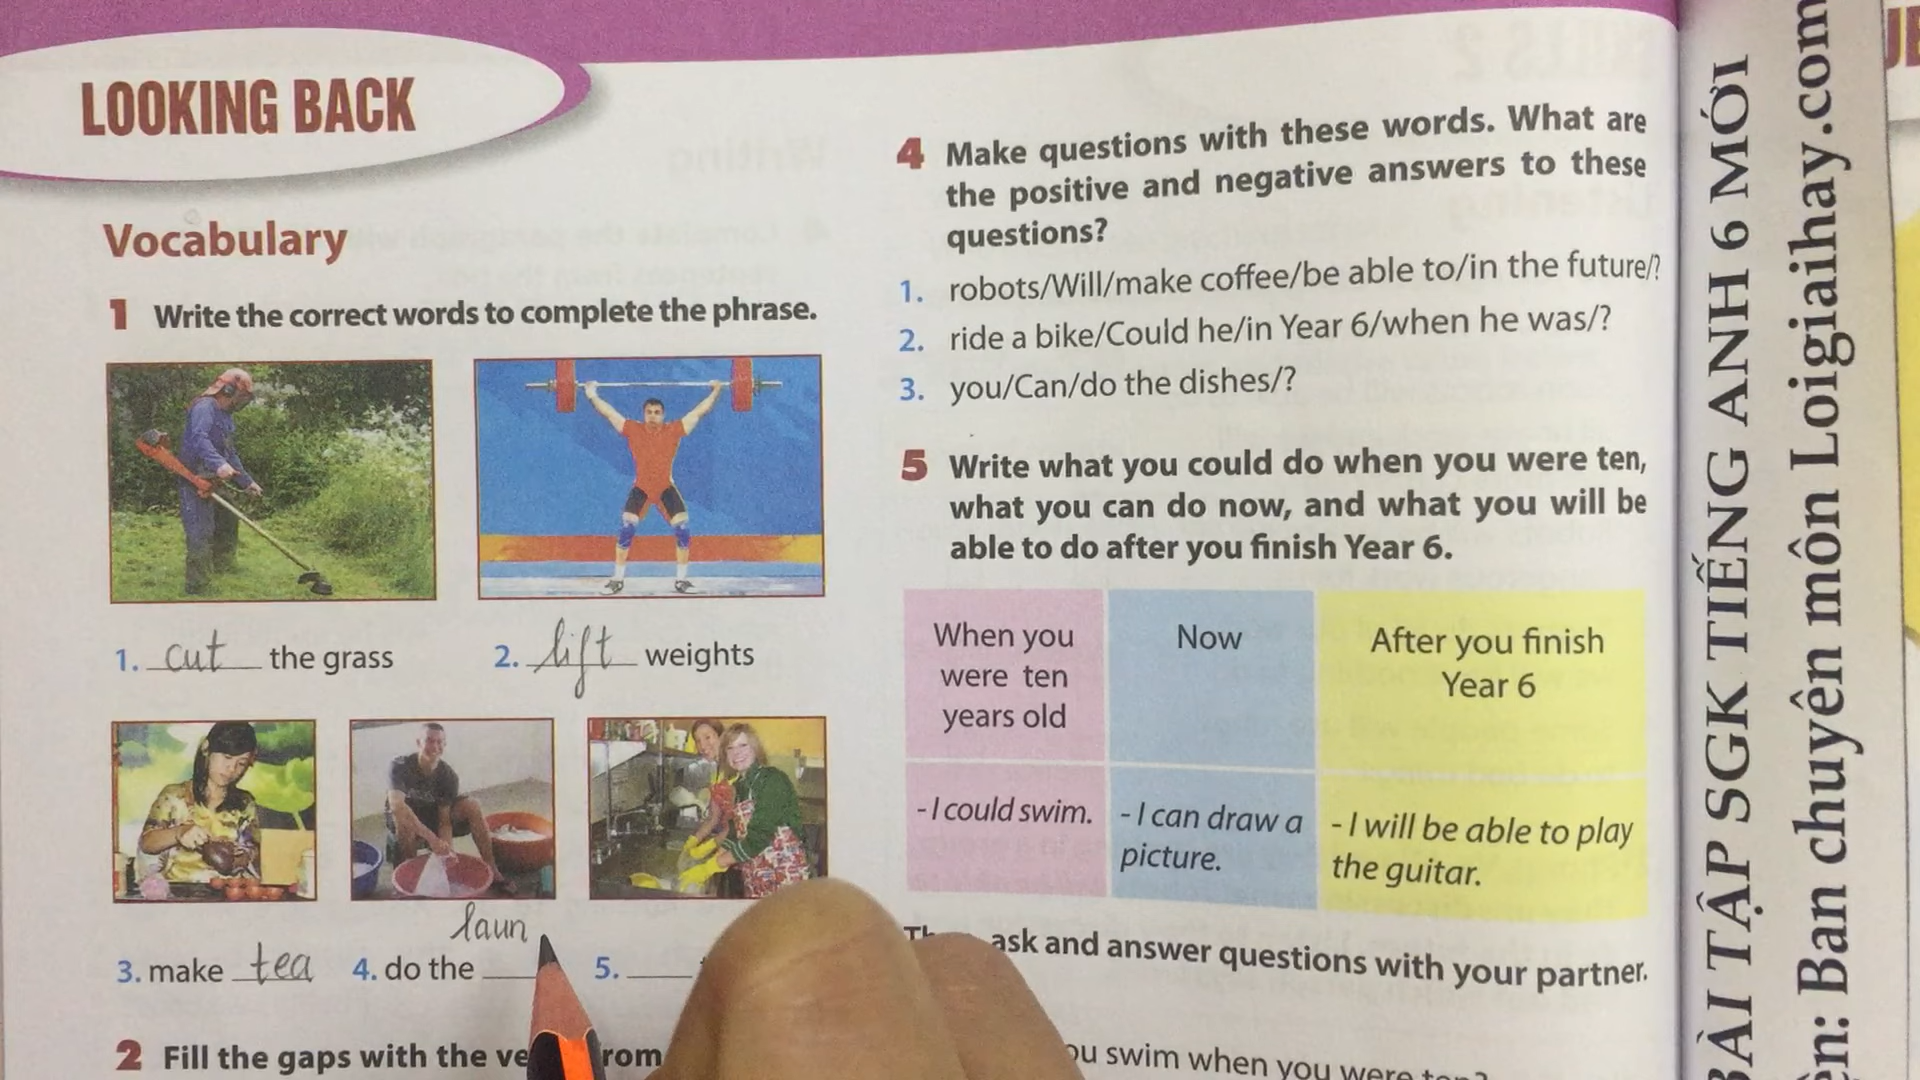 LOOKING BACK
Vocabulary
1 Write the correct words to complete the phrase.
1. cut the grass
2. lift weights
laun
3. make tea
4. do the ____
5. ____
2 Fill the gaps with the
4 Make questions with these words. What are
the positive and negative answers to these
questions?
1. robots/Will/make coffee/be able to/in the future/?
2. ride a bike/Could he/in Year 6/when he was/?
3. you/Can/do the dishes/?
5 Write what you could do when you were ten,
what you can do now, and what you will be
able to do after you finish Year 6.
When you
were ten
years old
Now
After you finish
Year 6
- I could swim.
- I can draw a
picture.
- I will be able to play
the guitar.
ask and answer questions with your partner.
swim when you were ten?
BÀI TẬP SGK TIẾNG ANH 6 MỚI
Ban chuyên môn Loigiaihay.com